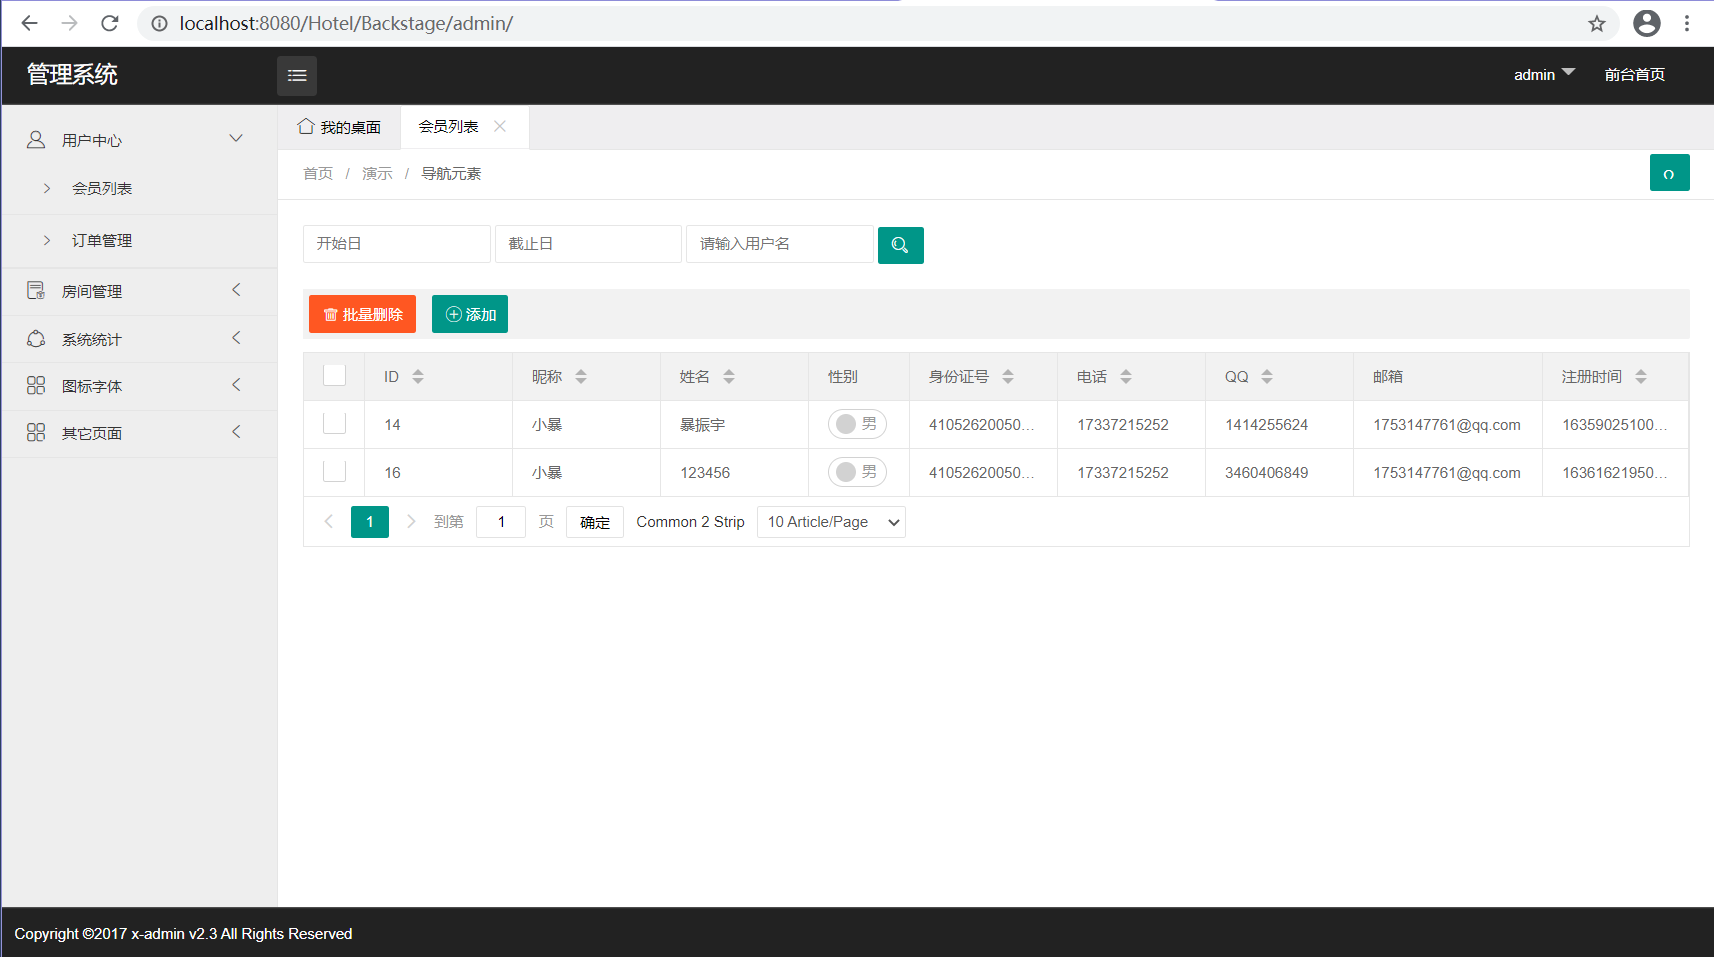 localhost:8080/Hotel/Backstage/admin/
管理系统
admin 前台首页
用户中心
会员列表
订单管理
房间管理
系统统计
图标字体
其它页面
我的桌面 会员列表
首页 / 演示 / 导航元素
开始日 截止日 请输入用户名
批量删除 添加
ID 昵称 姓名 性别 身份证号 电话 QQ 邮箱 注册时间
14 小暴 暴振宇 男 41052620050... 17337215252 1414255624 1753147761@qq.com 16359025100...
16 小暴 123456 男 41052620050... 17337215252 3460406849 1753147761@qq.com 16361621950...
1 到第 1 页 确定 Common 2 Strip 10 Article/Page
Copyright ©2017 x-admin v2.3 All Rights Reserved